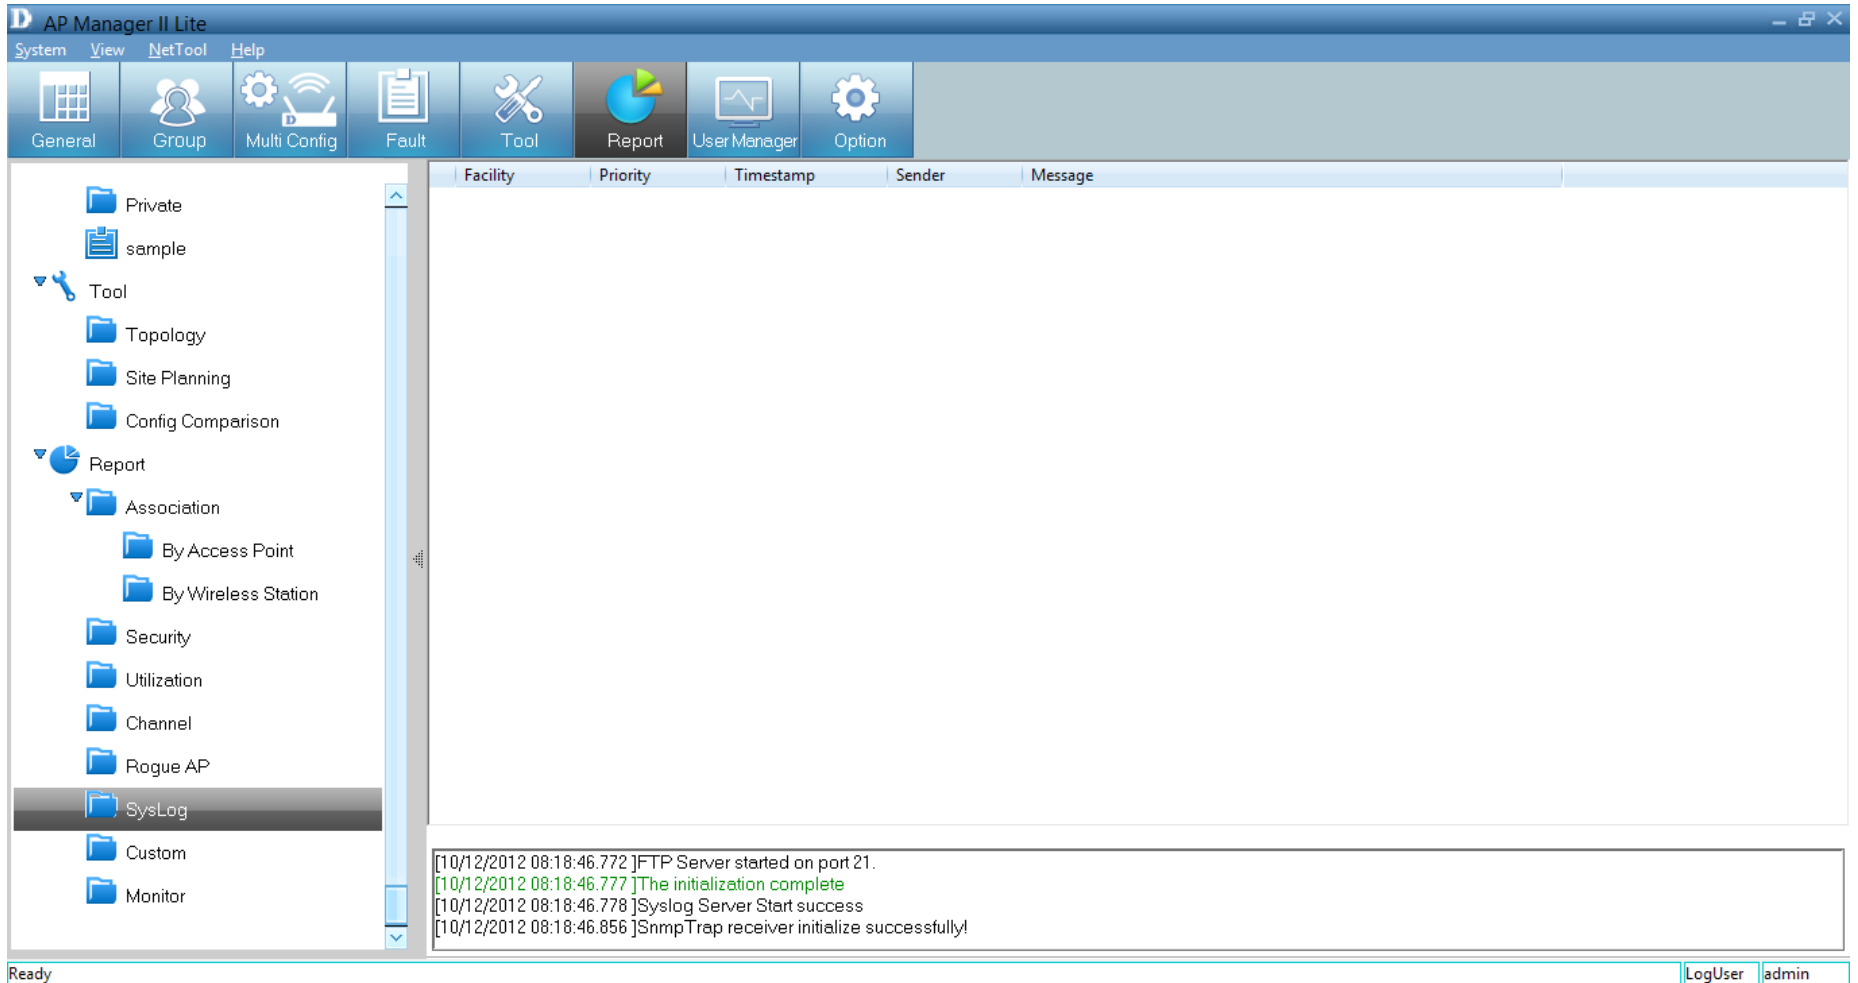 D AP Manager II Lite
System View NetTool Help
General Group Multi Config Fault Tool Report User Manager Option
D
Facility Priority Timestamp Sender Message
Private
sample
Tool
Topology
Site Planning
Config Comparison
Report
Association
By Access Point
By Wireless Station
Security
Utilization
Channel
Rogue AP
SysLog
Custom
Monitor
[10/12/2012 08:18:46.772 ]FTP Server started on port 21.
[10/12/2012 08:18:46.777 ]The initialization complete
[10/12/2012 08:18:46.778 ]Syslog Server Start success
[10/12/2012 08:18:46.856 ]SnmpTrap receiver initialize successfully!
Ready LogUser admin